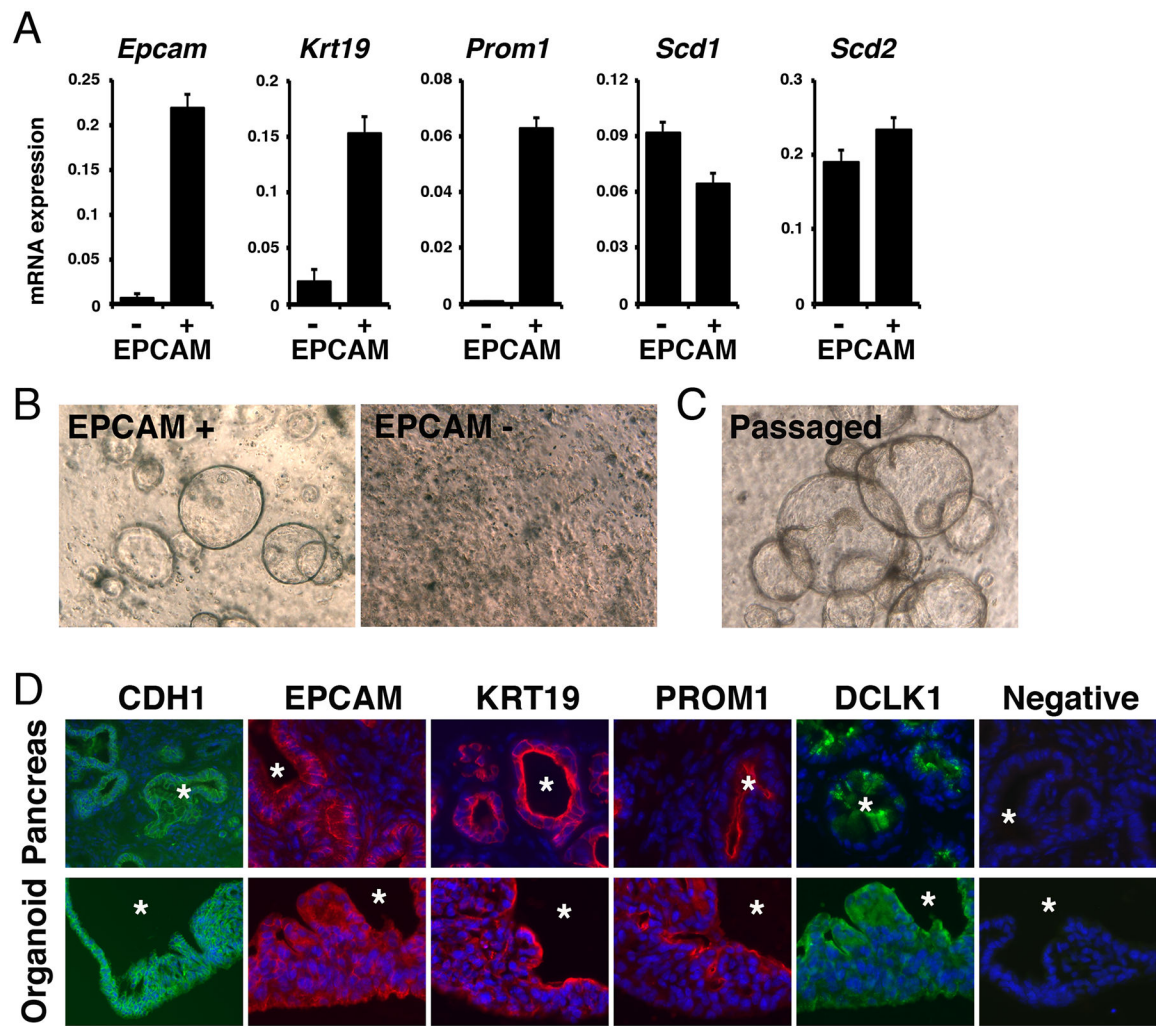 A
Epcam Krt19 Prom1 Scd1 Scd2
mRNA expression
0.25 0.2 0.15 0.1 0.05 0
0.2 0.15 0.1 0.05 0
0.08 0.06 0.04 0.02 0
0.12 0.09 0.06 0.03 0
0.3 0.2 0.1 0
- + - + - + - + - +
EPCAM EPCAM EPCAM EPCAM EPCAM
B
EPCAM + EPCAM -
C
Passaged
D
CDH1 EPCAM KRT19 PROM1 DCLK1 Negative
Pancreas
* * * * * *
Organoid
* * * * * *